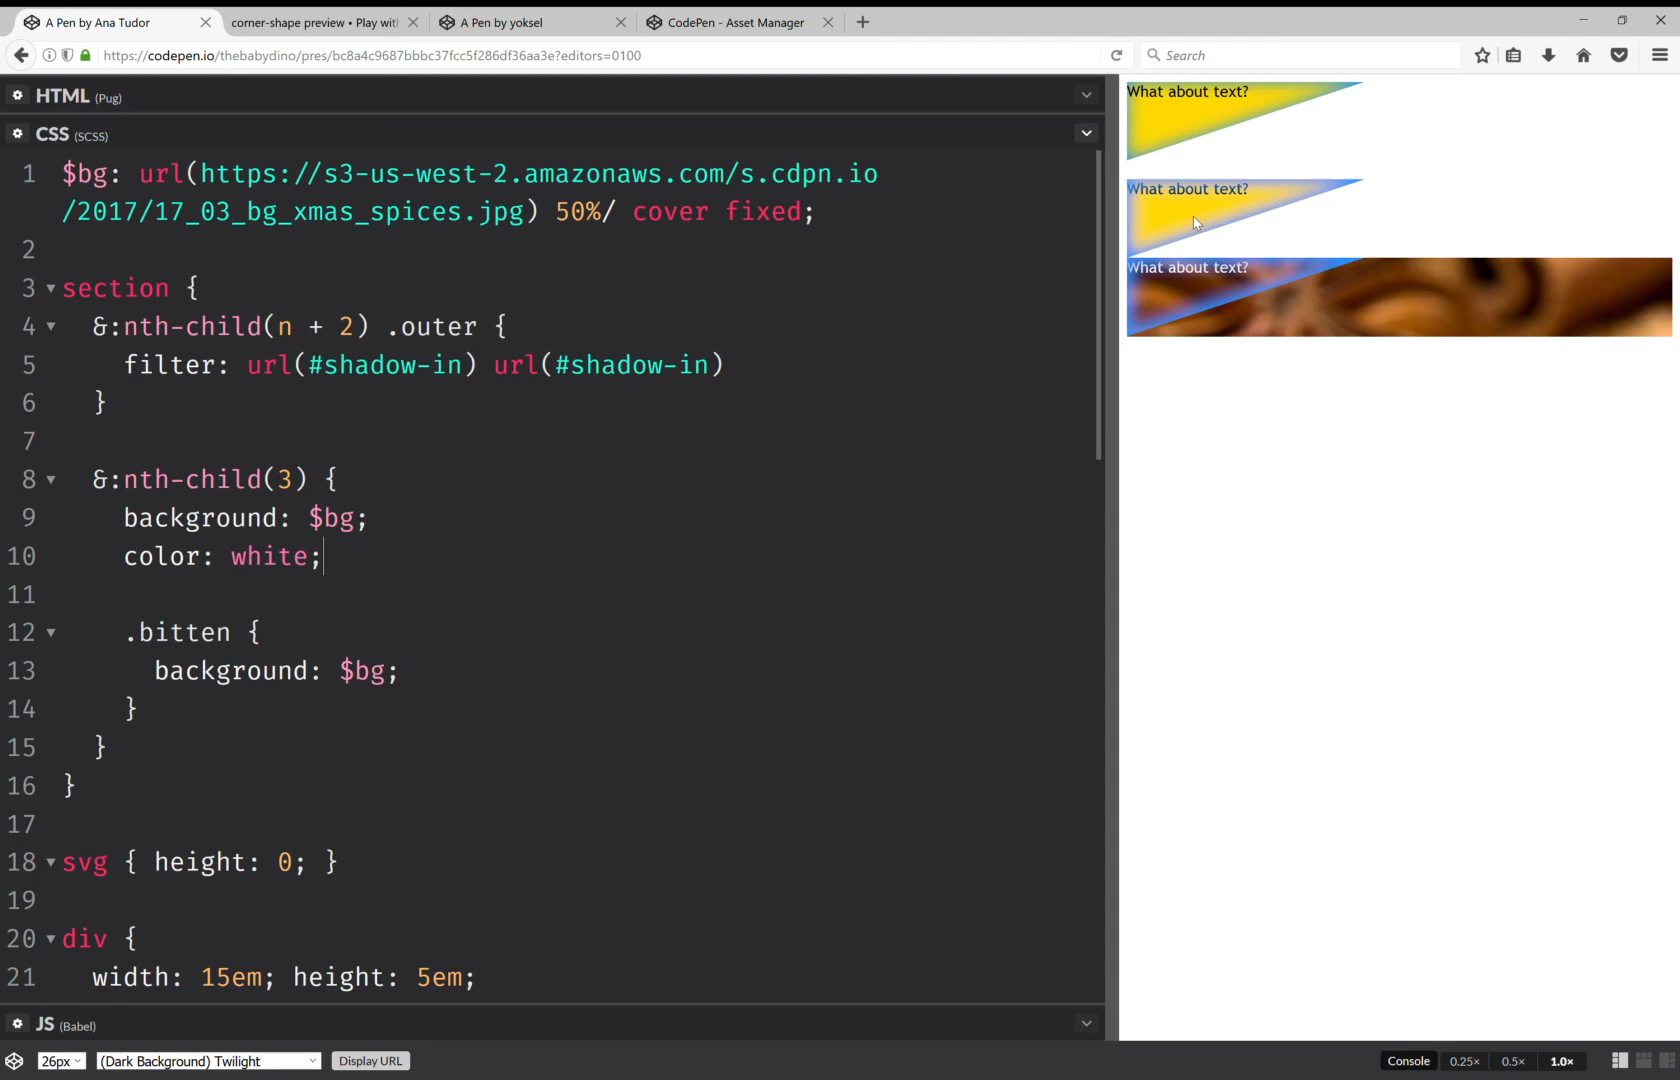 A Pen by Ana Tudor
corner-shape preview • Play with
A Pen by yoksel
CodePen - Asset Manager
https://codepen.io/thebabydino/pres/bc8a4c9687bbbc37fcc5f286df36aa3e?editors=0100
Search
HTML (Pug)
CSS (SCSS)
1 $bg: url(https://s3-us-west-2.amazonaws.com/s.cdpn.io
/2017/17_03_bg_xmas_spices.jpg) 50%/ cover fixed;
2
3 section {
4 &:nth-child(n + 2) .outer {
5 filter: url(#shadow-in) url(#shadow-in)
6 }
7
8 &:nth-child(3) {
9 background: $bg;
10 color: white;
11
12 .bitten {
13 background: $bg;
14 }
15 }
16 }
17
18 svg { height: 0; }
19
20 div {
21 width: 15em; height: 5em;
What about text?
What about text?
What about text?
JS (Babel)
26px
(Dark Background) Twilight
Display URL
Console
0.25×
0.5×
1.0×